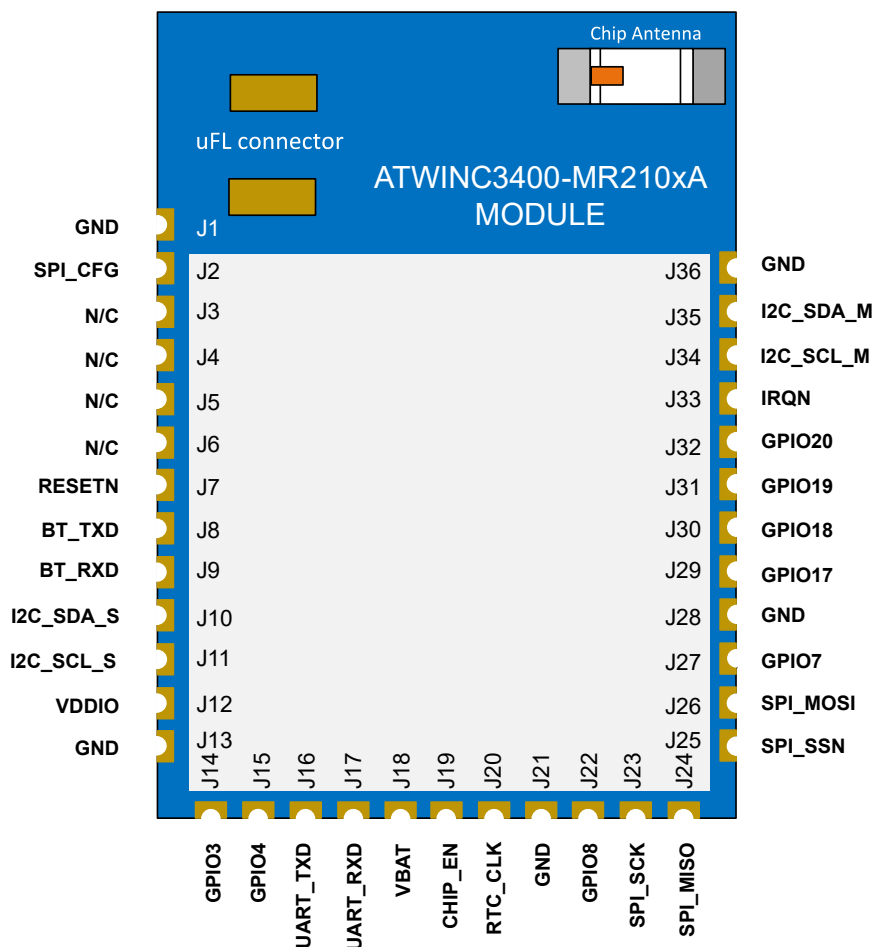 Chip Antenna
uFL connector
ATWINC3400-MR210xA
MODULE
GND J1
SPI_CFG J2
N/C J3
N/C J4
N/C J5
N/C J6
RESETN J7
BT_TXD J8
BT_RXD J9
I2C_SDA_S J10
I2C_SCL_S J11
VDDIO J12
GND J13
J14 GPIO3
J15 GPIO4
J16 UART_TXD
J17 UART_RXD
J18 VBAT
J19 CHIP_EN
J20 RTC_CLK
J21 GND
J22 GPIO8
J23 SPI_SCK
J24 SPI_MISO
J36 GND
J35 I2C_SDA_M
J34 I2C_SCL_M
J33 IRQN
J32 GPIO20
J31 GPIO19
J30 GPIO18
J29 GPIO17
J28 GND
J27 GPIO7
J26 SPI_MOSI
J25 SPI_SSN